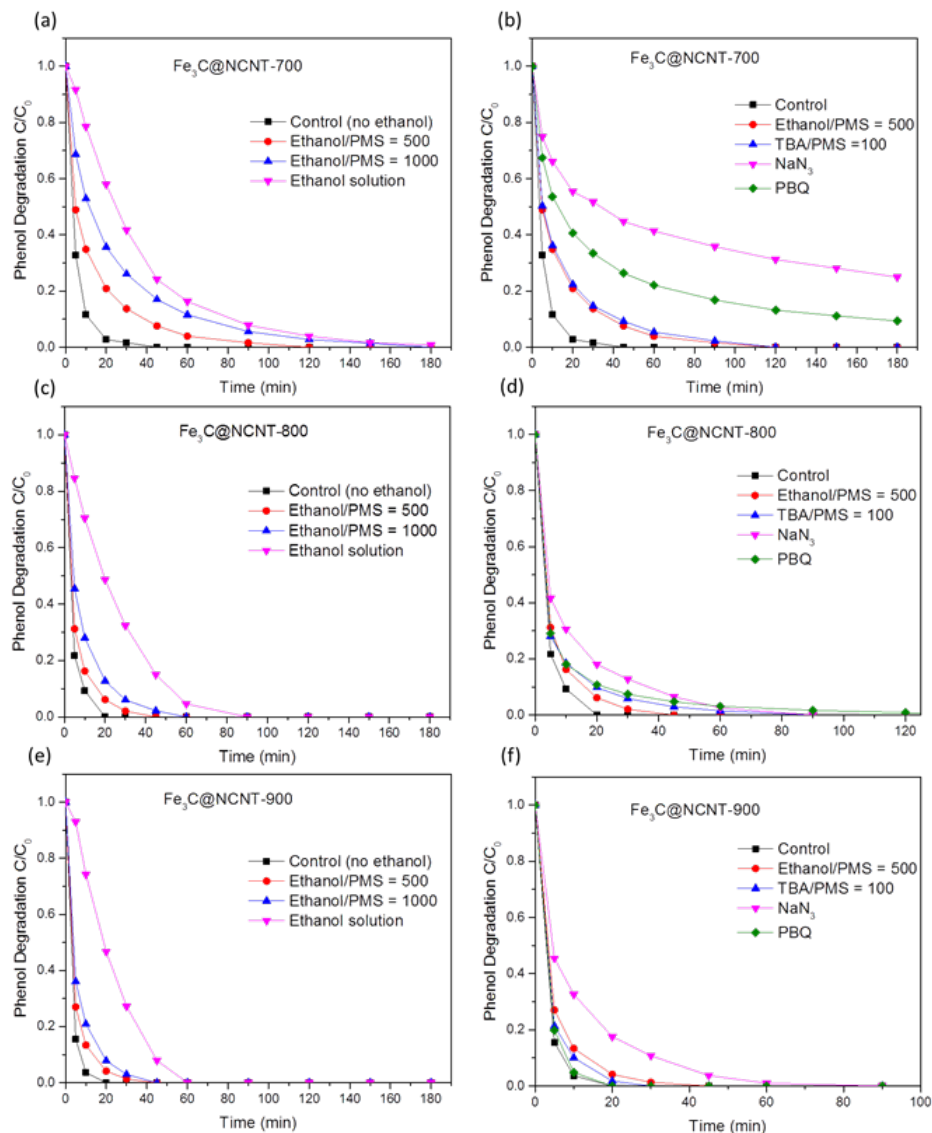 (a)
Fe₃C@NCNT-700
Control (no ethanol)
Ethanol/PMS = 500
Ethanol/PMS = 1000
Ethanol solution
Phenol Degradation C/C₀
1.0
0.8
0.6
0.4
0.2
0.0
0 20 40 60 80 100 120 140 160 180
Time (min)
(b)
Fe₃C@NCNT-700
Control
Ethanol/PMS = 500
TBA/PMS =100
NaN₃
PBQ
Phenol Degradation C/C₀
1.0
0.8
0.6
0.4
0.2
0.0
0 20 40 60 80 100 120 140 160 180
Time (min)
(c)
Fe₃C@NCNT-800
Control (no ethanol)
Ethanol/PMS = 500
Ethanol/PMS = 1000
Ethanol solution
Phenol Degradation C/C₀
1.0
0.8
0.6
0.4
0.2
0.0
0 20 40 60 80 100 120 140 160 180
Time (min)
(d)
Fe₃C@NCNT-800
Control
Ethanol/PMS = 500
TBA/PMS = 100
NaN₃
PBQ
Phenol Degradation C/C₀
1.0
0.8
0.6
0.4
0.2
0.0
0 20 40 60 80 100 120
Time (min)
(e)
Fe₃C@NCNT-900
Control (no ethanol)
Ethanol/PMS = 500
Ethanol/PMS = 1000
Ethanol solution
Phenol Degradation C/C₀
1.0
0.8
0.6
0.4
0.2
0.0
0 20 40 60 80 100 120 140 160 180
Time (min)
(f)
Fe₃C@NCNT-900
Control
Ethanol/PMS = 500
TBA/PMS = 100
NaN₃
PBQ
Phenol Degradation C/C₀
1.0
0.8
0.6
0.4
0.2
0.0
0 20 40 60 80 100
Time (min)